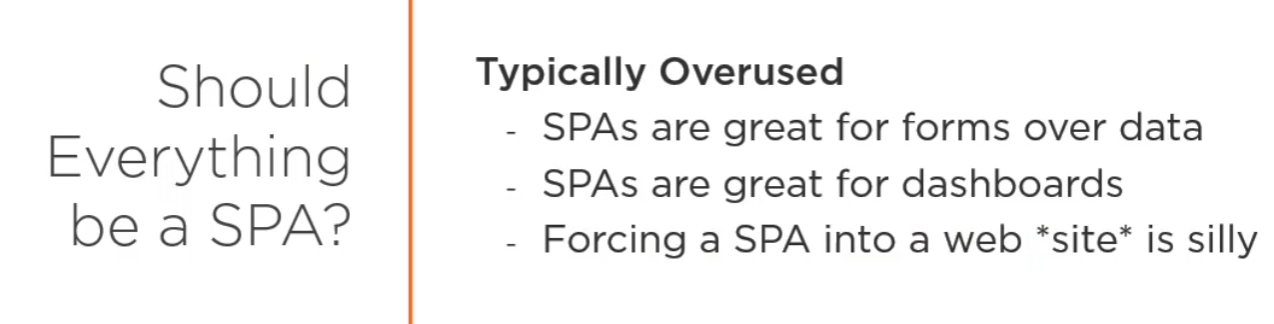 Should
Everything
be a SPA?
Typically Overused
- SPAs are great for forms over data
- SPAs are great for dashboards
- Forcing a SPA into a web *site* is silly